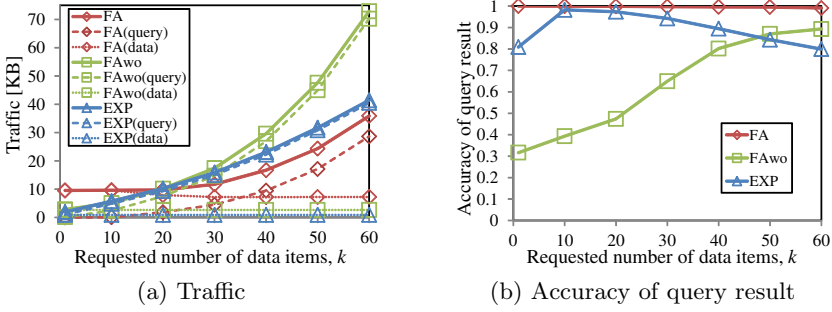 75
70
60
50
40
30
20
10
0
Traffic [KB]
FA
FA(query)
FA(data)
FAwo
FAwo(query)
FAwo(data)
EXP
EXP(query)
EXP(data)
0 10 20 30 40 50 60
Requested number of data items, k
(a) Traffic
1
0.9
0.8
0.7
0.6
0.5
0.4
0.3
0.2
0.1
0
Accuracy of query result
FA
FAwo
EXP
0 10 20 30 40 50 60
Requested number of data items, k
(b) Accuracy of query result